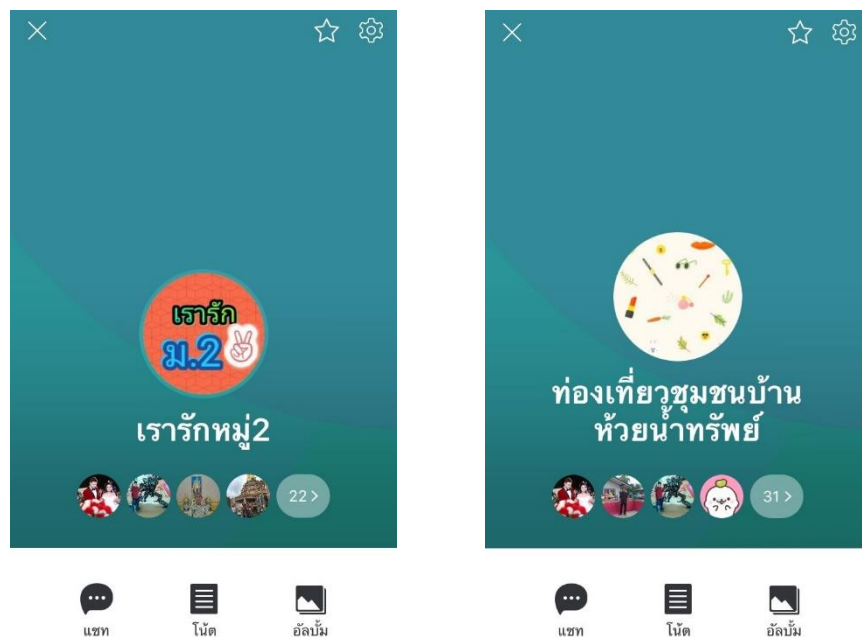 เรารัก
ม.2
เรารักหมู่2
22 >
แชท
โน้ต
อัลบั้ม
ท่องเที่ยวชุมชนบ้าน
ห้วยน้ำทรัพย์
31 >
แชท
โน้ต
อัลบั้ม